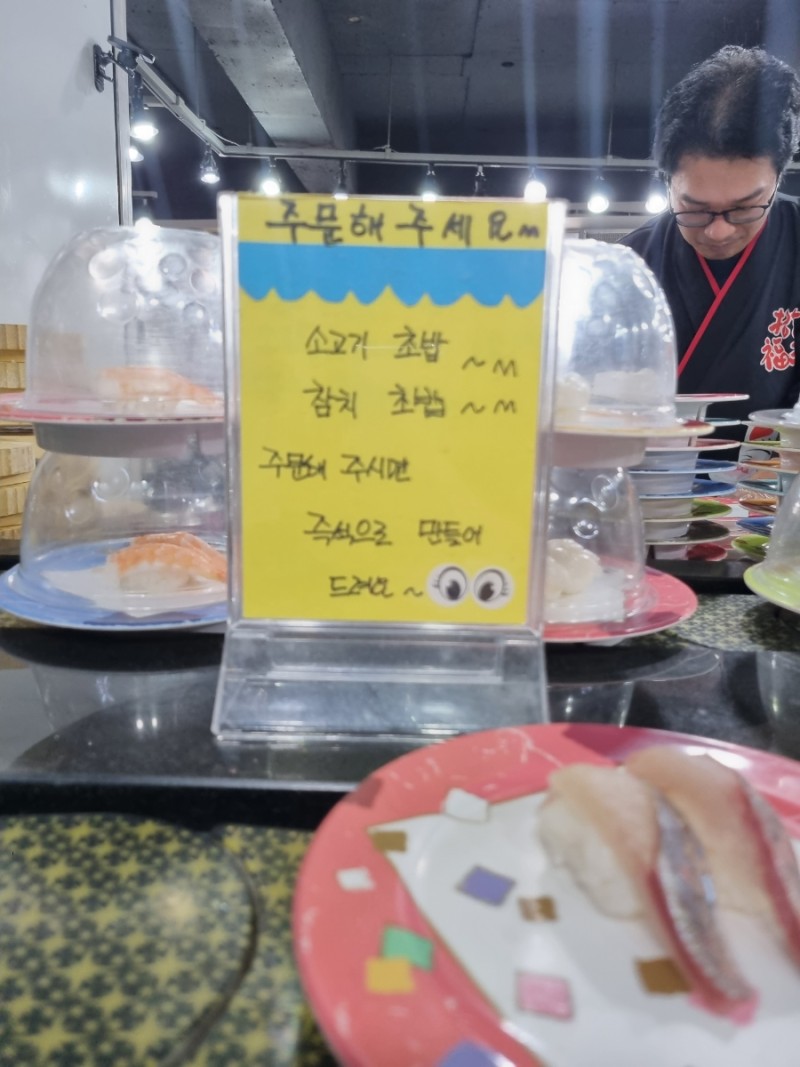 주문해 주세요~
소고기 초밥 ~~
참치 초밥 ~~
주문해 주시면
즉석으로 만들어
드려요~
福